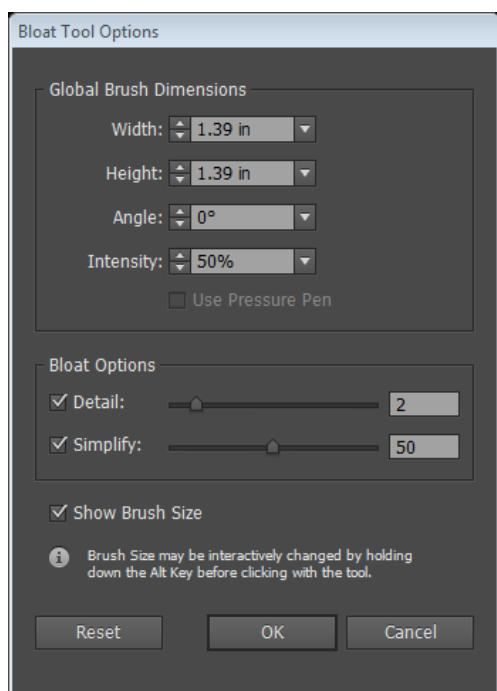 Bloat Tool Options
Global Brush Dimensions
Width: 1.39 in
Height: 1.39 in
Angle: 0°
Intensity: 50%
Use Pressure Pen
Bloat Options
Detail: 2
Simplify: 50
Show Brush Size
Brush Size may be interactively changed by holding
down the Alt Key before clicking with the tool.
Reset OK Cancel